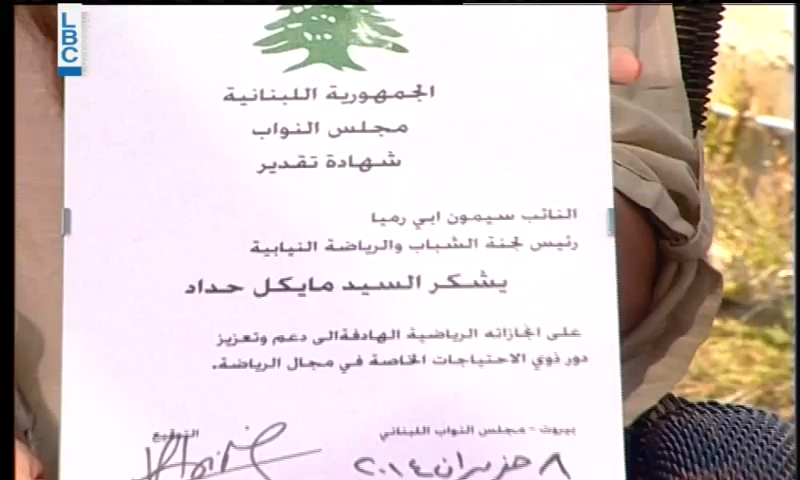 LBC
الجمهورية اللبنانية
مجلس النواب
شهادة تقدير
النائب سيمون ابي رميا
رئيس لجنة الشباب والرياضة النيابية
يشكر السيد مايكل حداد
على انجازاته الرياضية الهادفةالى دعم وتعزيز
دور ذوي الاحتياجات الخاصة في مجال الرياضة.
بيروت - مجلس النواب اللبناني
التوقيع
٨ حزيران ٢٠١٤